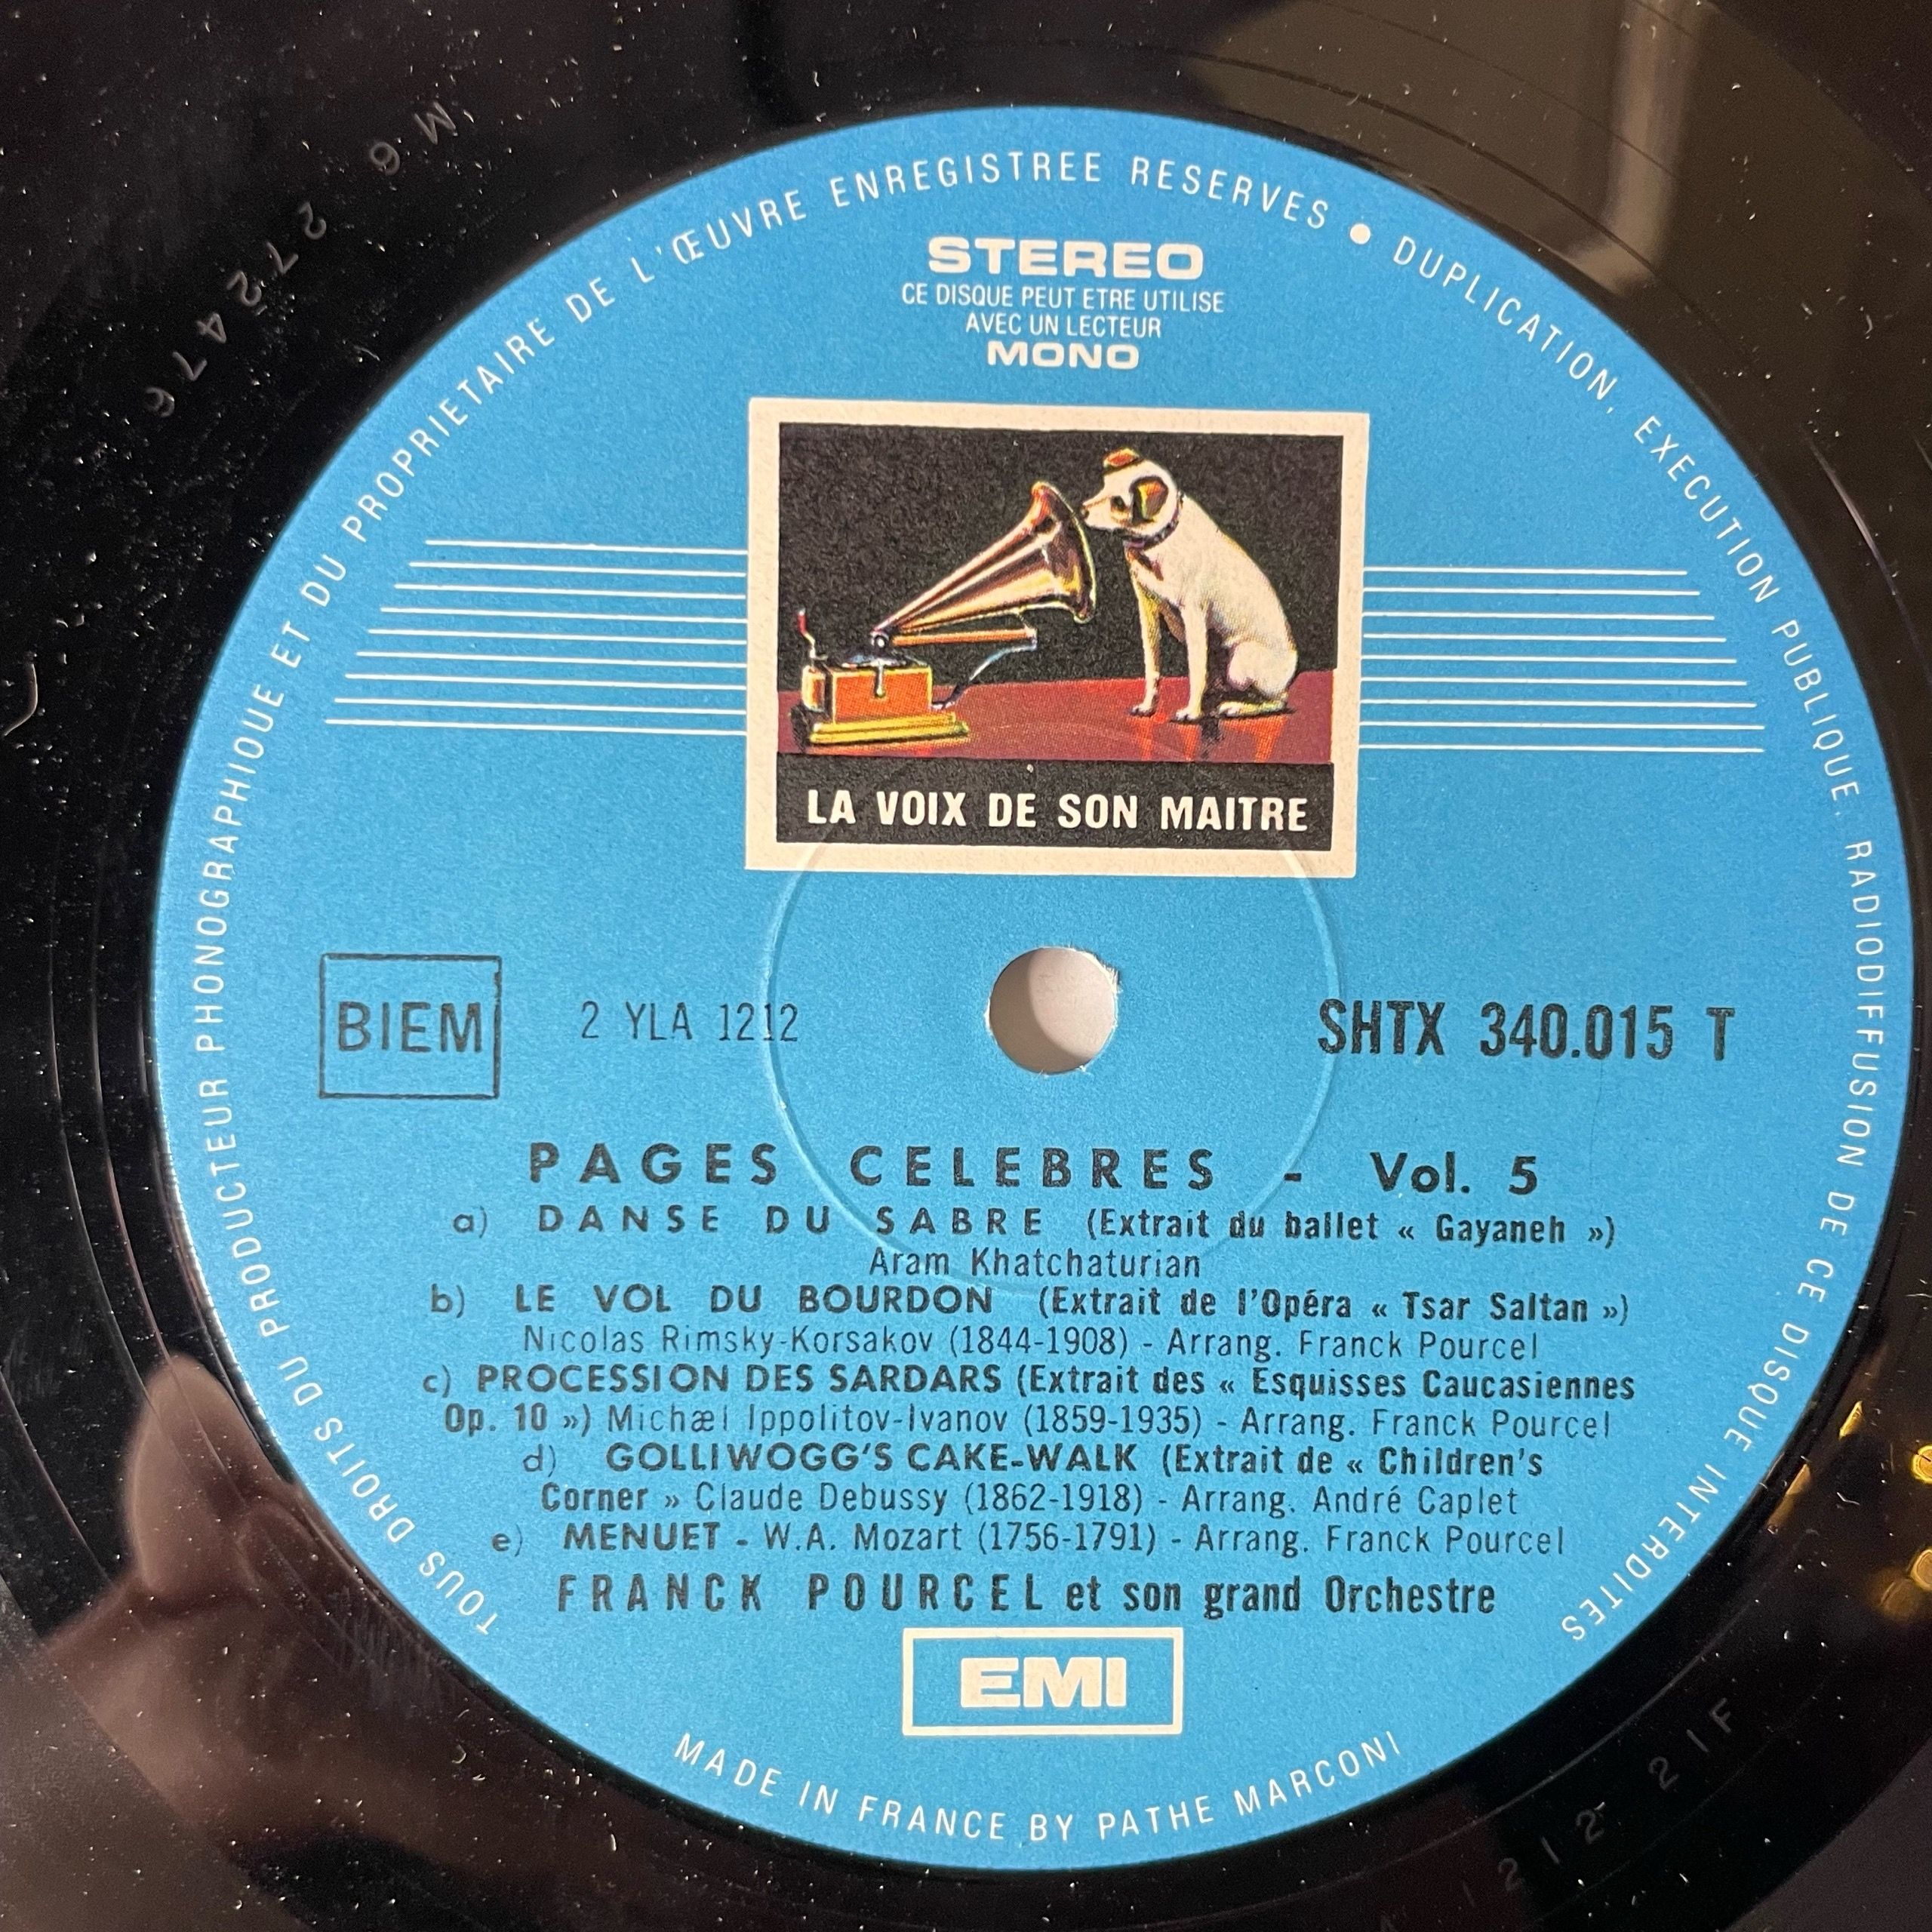 TOUS DROITS DU PRODUCTEUR PHONOGRAPHIQUE ET DU PROPRIETAIRE DE L'ŒUVRE ENREGISTREE RESERVES • DUPLICATION, EXECUTION PUBLIQUE, RADIODIFFUSION DE CE DISQUE INTERDITES
STEREO
CE DISQUE PEUT ETRE UTILISE
AVEC UN LECTEUR
MONO
LA VOIX DE SON MAITRE
BIEM 2 YLA 1212 SHTX 340.015 T
PAGES CELEBRES - Vol. 5
a) DANSE DU SABRE (Extrait du ballet « Gayaneh »)
Aram Khatchaturian
b) LE VOL DU BOURDON (Extrait de l'Opéra « Tsar Saltan »)
Nicolas Rimsky-Korsakov (1844-1908) - Arrang. Franck Pourcel
c) PROCESSION DES SARDARS (Extrait des « Esquisses Caucasiennes
Op. 10 ») Michæl Ippolitov-Ivanov (1859-1935) - Arrang. Franck Pourcel
d) GOLLIWOGG'S CAKE-WALK (Extrait de « Children's
Corner » Claude Debussy (1862-1918) - Arrang. André Caplet
e) MENUET - W.A. Mozart (1756-1791) - Arrang. Franck Pourcel
FRANCK POURCEL et son grand Orchestre
EMI
MADE IN FRANCE BY PATHE MARCONI
M6 272476
1212 21F